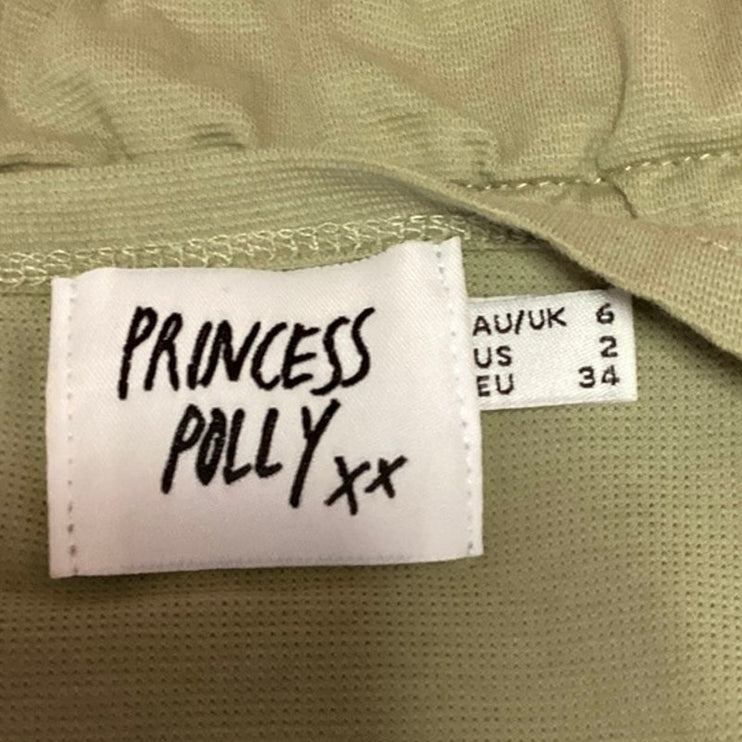 PRINCESS
POLLY xx
AU/UK 6
US 2
EU 34